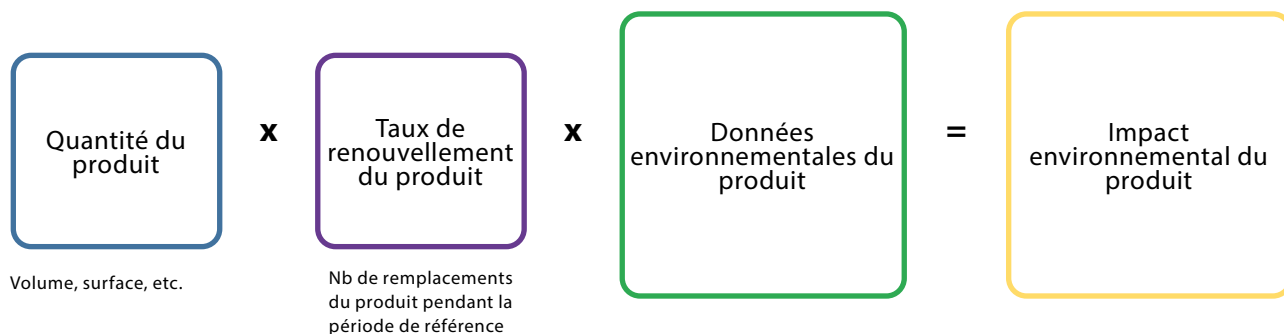 Quantité du
produit
x
Taux de
renouvellement
du produit
x
Données
environnementales du
produit
=
Impact
environnemental du
produit
Volume, surface, etc.
Nb de remplacements
du produit pendant la
période de référence